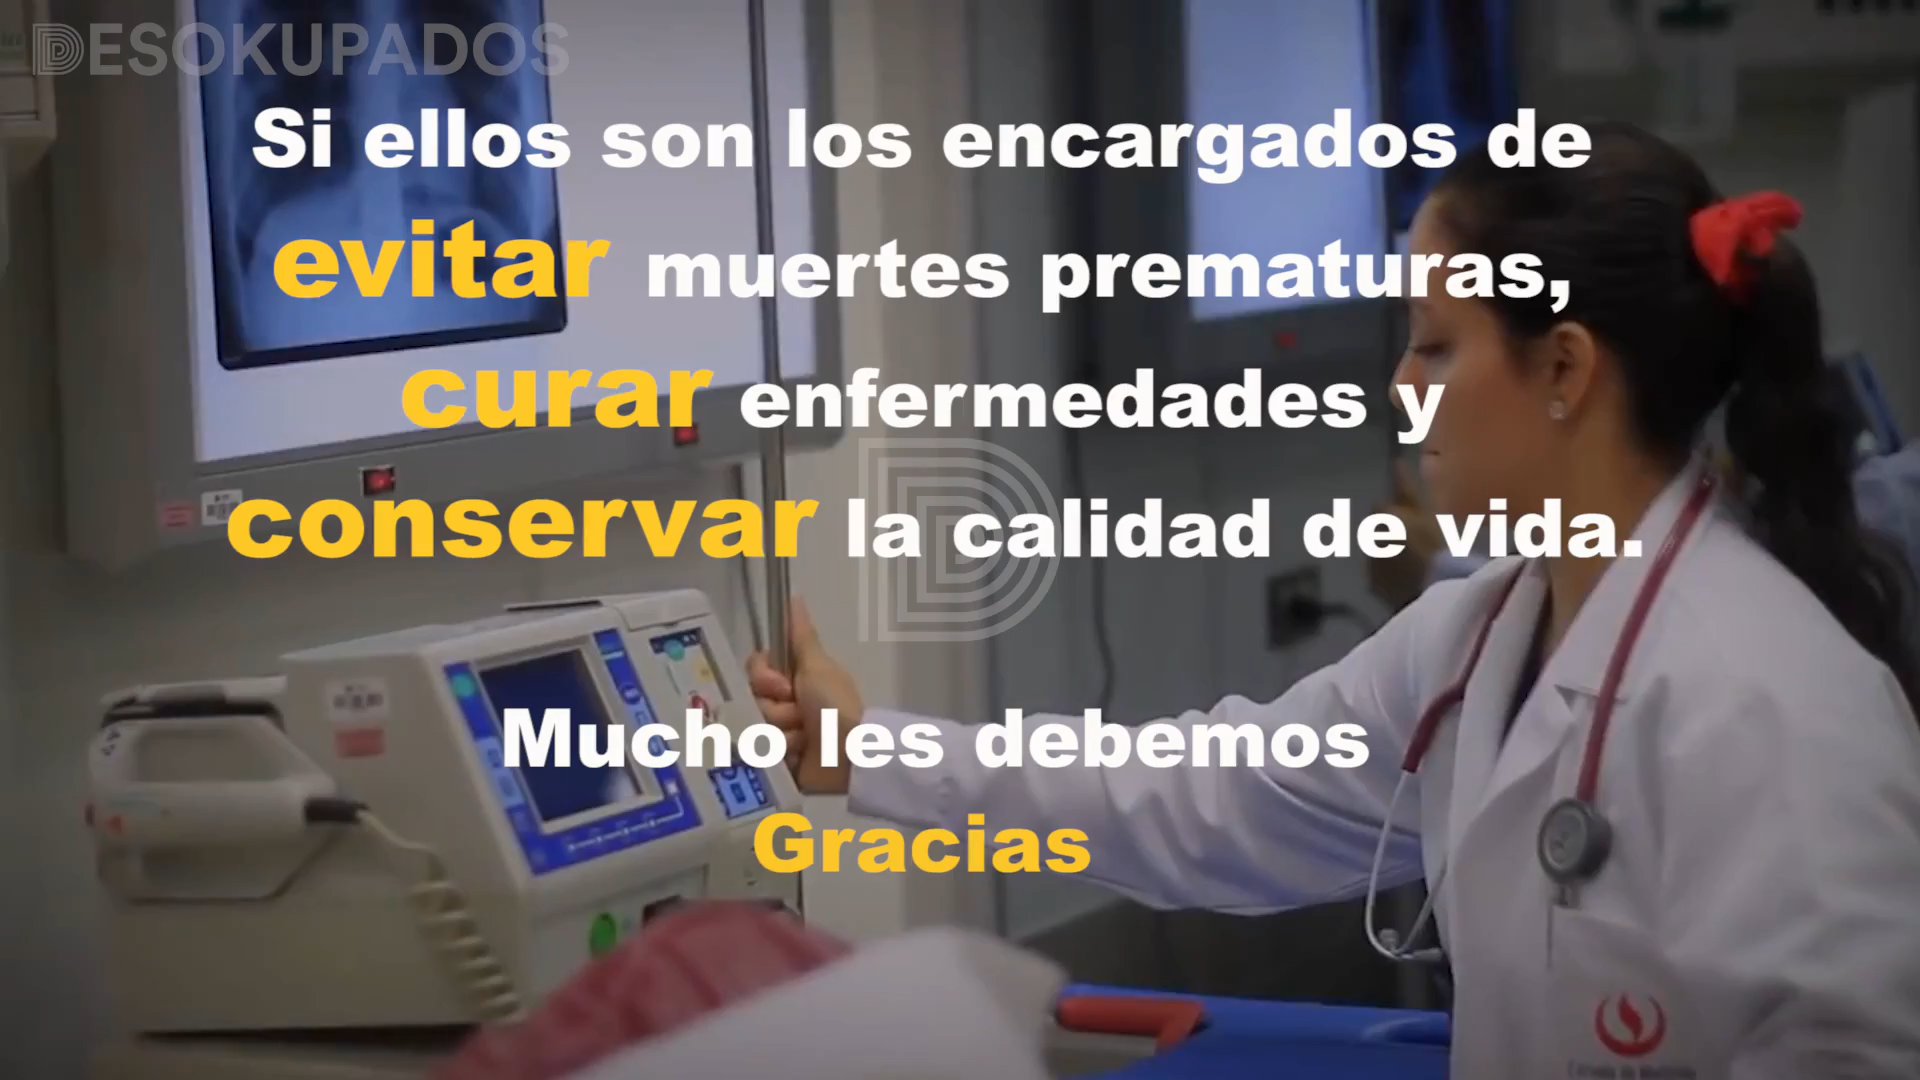 DESOKUPADOS
Si ellos son los encargados de
evitar muertes prematuras,
curar enfermedades y
conservar la calidad de vida.
Mucho les debemos
Gracias